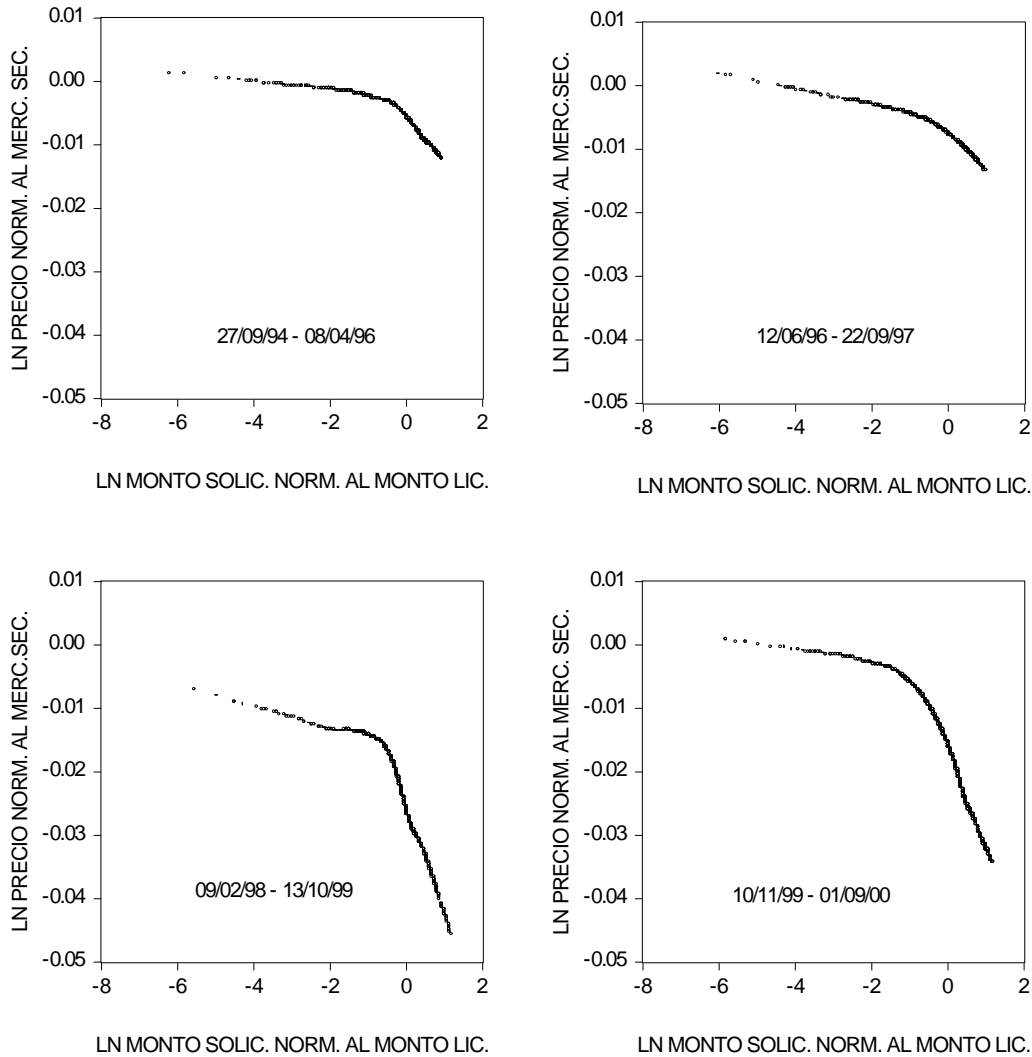 LN PRECIO NORM. AL MERC. SEC.
0.01
0.00
-0.01
-0.02
-0.03
-0.04
-0.05
27/09/94 - 08/04/96
-8 -6 -4 -2 0 2
LN MONTO SOLIC. NORM. AL MONTO LIC.
LN PRECIO NORM. AL MERC.SEC.
0.01
0.00
-0.01
-0.02
-0.03
-0.04
-0.05
12/06/96 - 22/09/97
-8 -6 -4 -2 0 2
LN MONTO SOLIC. NORM. AL MONTO LIC.
LN PRECIO NORM. AL MERC.SEC.
0.01
0.00
-0.01
-0.02
-0.03
-0.04
-0.05
09/02/98 - 13/10/99
-8 -6 -4 -2 0 2
LN MONTO SOLIC. NORM. AL MONTO LIC.
LN PRECIO NORM. AL MERC. SEC.
0.01
0.00
-0.01
-0.02
-0.03
-0.04
-0.05
10/11/99 - 01/09/00
-8 -6 -4 -2 0 2
LN MONTO SOLIC. NORM. AL MONTO LIC.